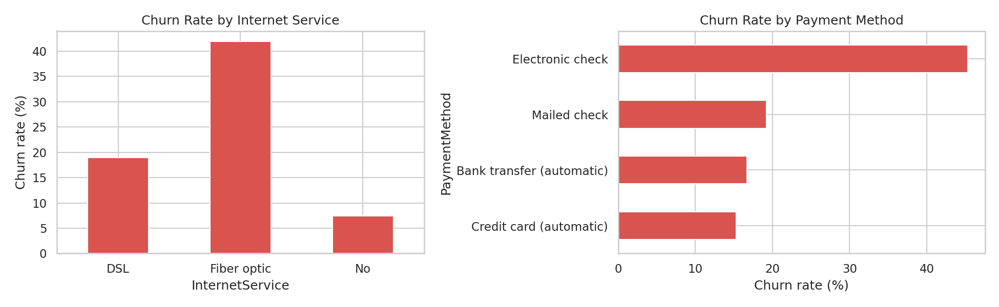 Churn Rate by Internet Service
Churn rate (%)
40
35
30
25
20
15
10
5
0
DSL
Fiber optic
No
InternetService
Churn Rate by Payment Method
PaymentMethod
Electronic check
Mailed check
Bank transfer (automatic)
Credit card (automatic)
0
10
20
30
40
Churn rate (%)